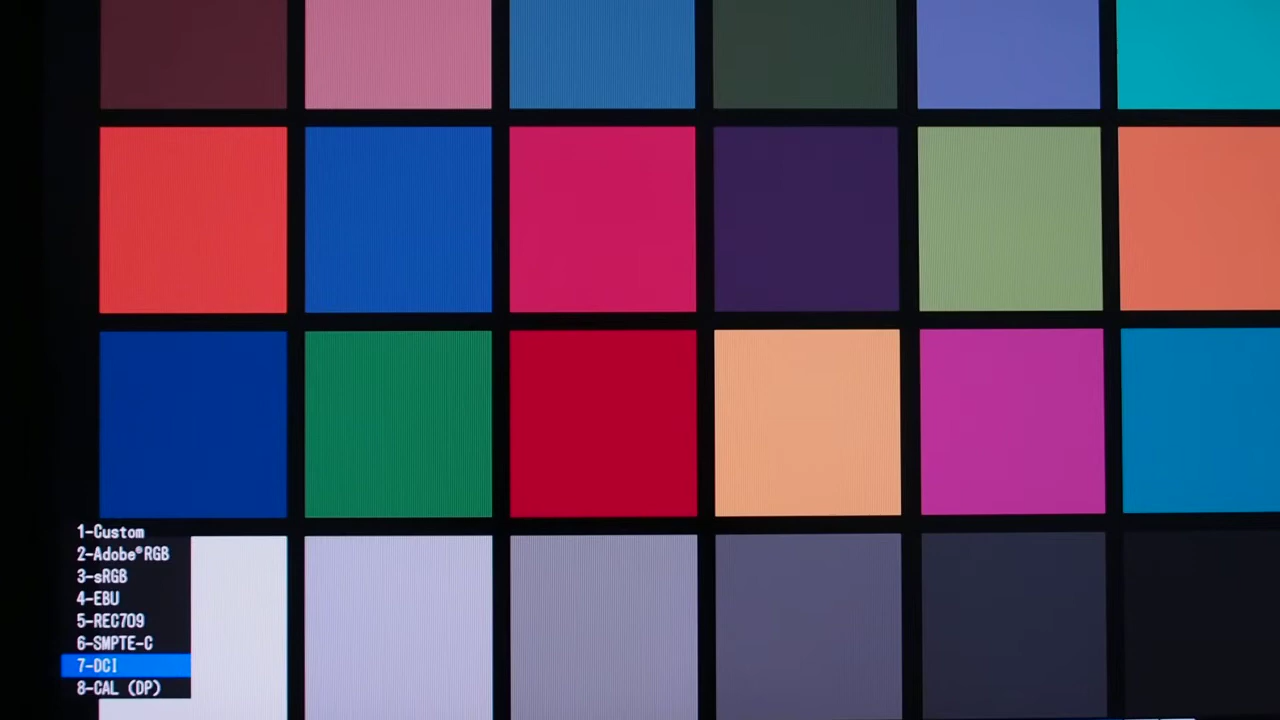 1-Custom
2-Adobe®RGB
3-sRGB
4-EBU
5-REC709
6-SMPTE-C
7-DCI
8-CAL (DP)